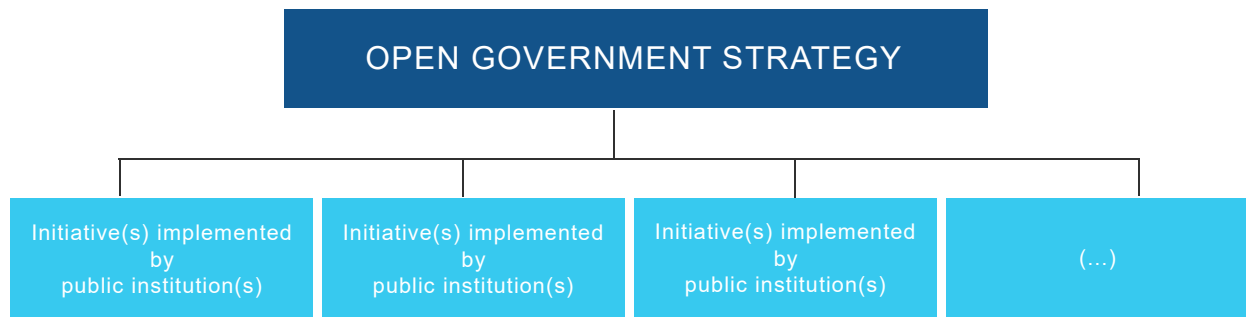 OPEN GOVERNMENT STRATEGY
Initiative(s) implemented
by
public institution(s)
Initiative(s) implemented
by
public institution(s)
Initiative(s) implemented
by
public institution(s)
(...)